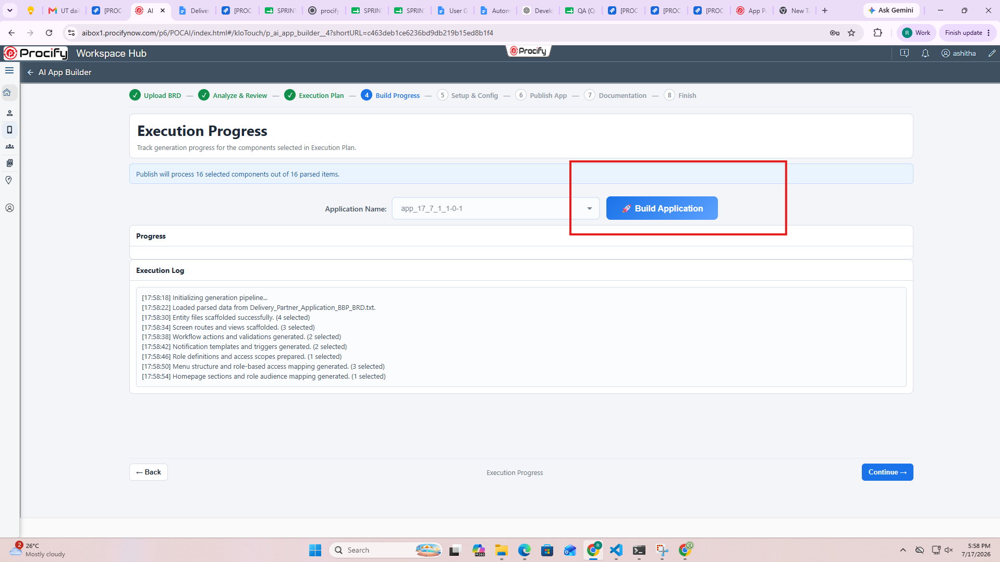 UT dail
[PROC
AI
Deliver
[PROC
SPRINT
procify
SPRINT
SPRINT
User G
Autom
Develo
QA (Qu
[PROC
[PROC
[PROC
App Pu
New Ta
Ask Gemini
aibox1.procifynow.com/p6/POCAI/index.html#/kloTouch/p_ai_app_builder__4?shortURL=c463deb1ce6236bd9db219b15ed8b1f4
R Work
Finish update
Procify Workspace Hub
Procify
ashitha
← AI App Builder
✓ Upload BRD — ✓ Analyze & Review — ✓ Execution Plan — 4 Build Progress — 5 Setup & Config — 6 Publish App — 7 Documentation — 8 Finish
Execution Progress
Track generation progress for the components selected in Execution Plan.
Publish will process 16 selected components out of 16 parsed items.
Application Name: app_17_7_1_1-0-1 🚀 Build Application
Progress
Execution Log
[17:58:18] Initializing generation pipeline...
[17:58:22] Loaded parsed data from Delivery_Partner_Application_BBP_BRD.txt.
[17:58:30] Entity files scaffolded successfully. (4 selected)
[17:58:34] Screen routes and views scaffolded. (3 selected)
[17:58:38] Workflow actions and validations generated. (2 selected)
[17:58:42] Notification templates and triggers generated. (2 selected)
[17:58:46] Role definitions and access scopes prepared. (1 selected)
[17:58:50] Menu structure and role-based access mapping generated. (3 selected)
[17:58:54] Homepage sections and role audience mapping generated. (1 selected)
← Back
Execution Progress
Continue →
2
26°C
Mostly cloudy
Search
M365
R
5:58 PM
7/17/2026